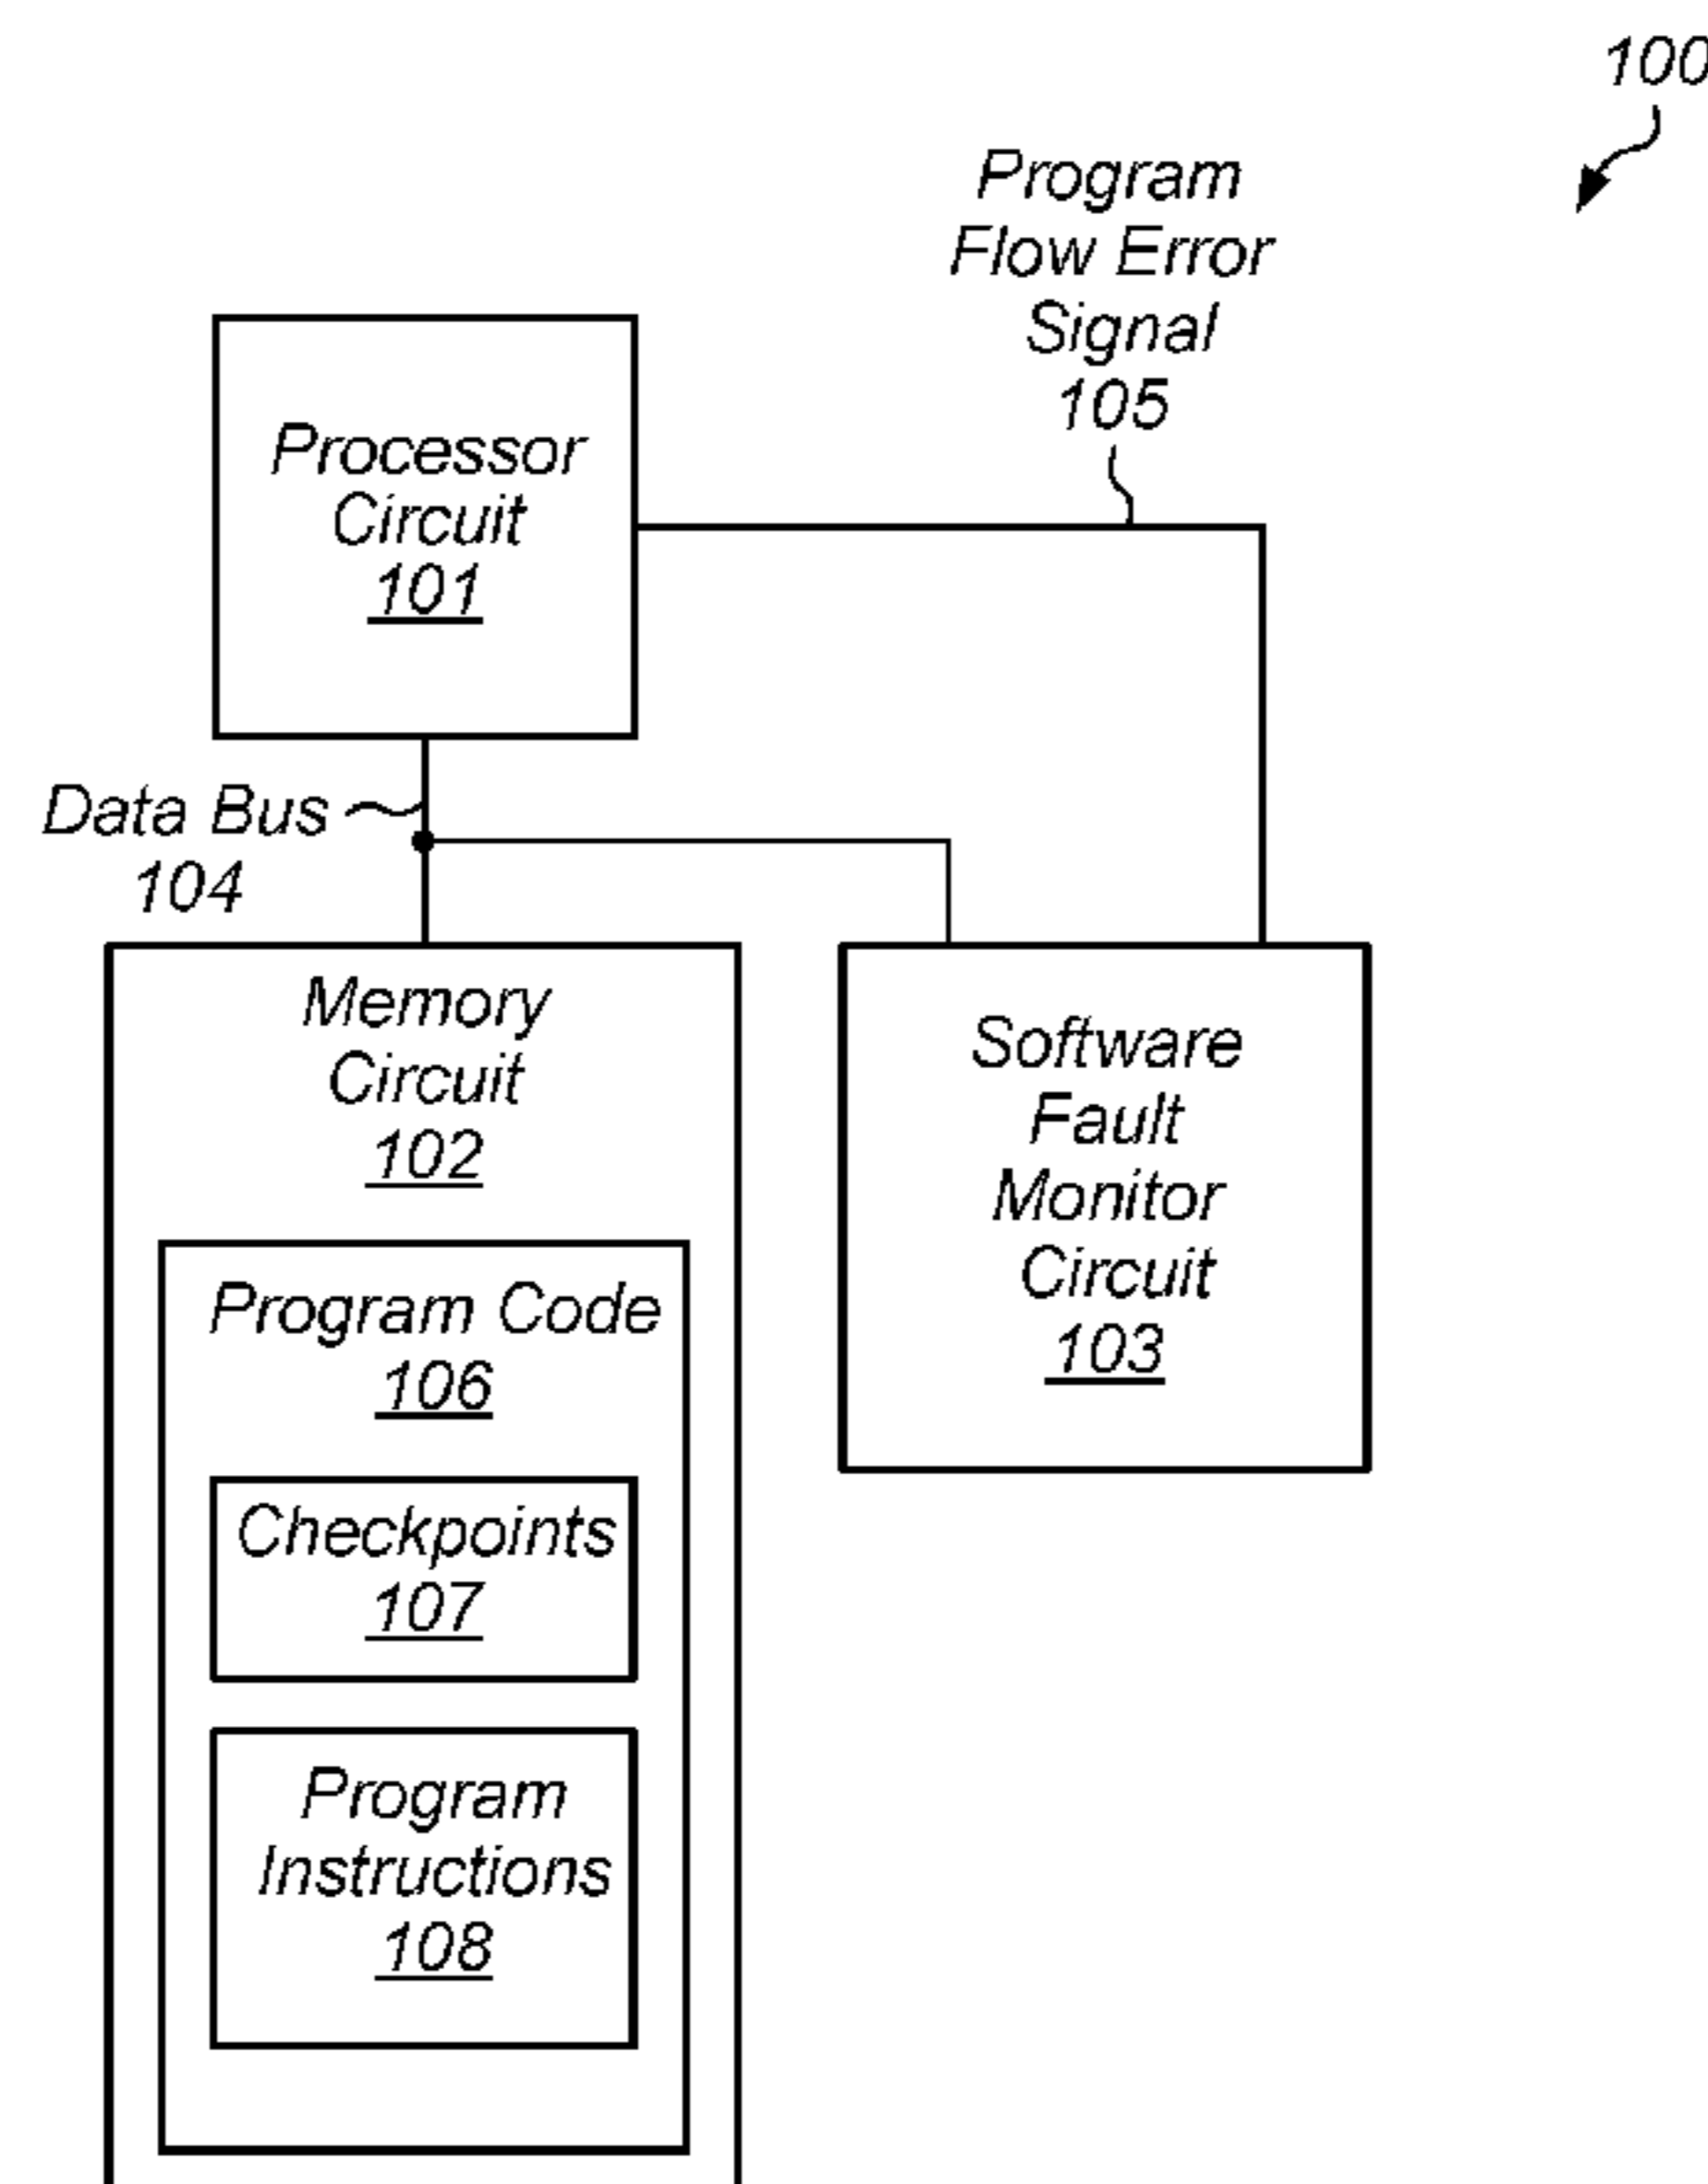 100
Program
Flow Error
Signal
105
Processor
Circuit
101
Data Bus
104
Memory
Circuit
102
Software
Fault
Monitor
Circuit
103
Program Code
106
Checkpoints
107
Program
Instructions
108